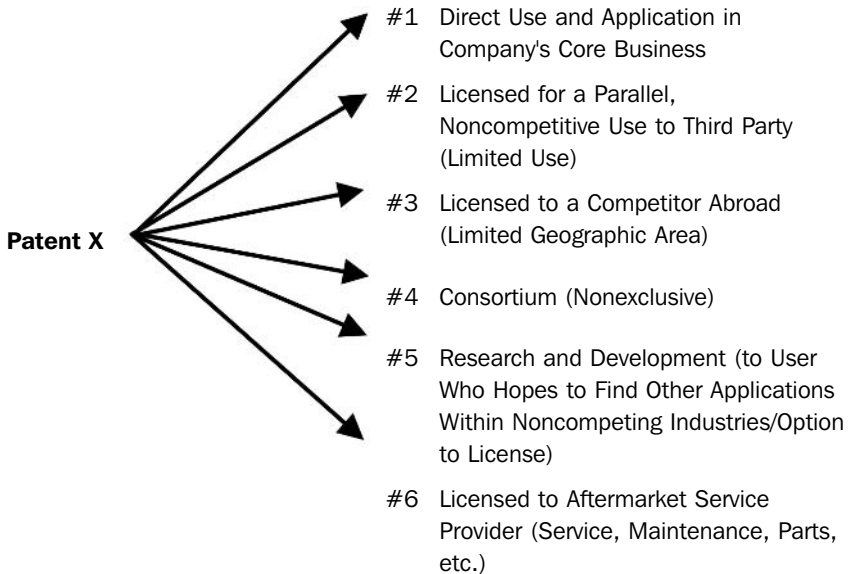 #1 Direct Use and Application in
Company's Core Business
#2 Licensed for a Parallel,
Noncompetitive Use to Third Party
(Limited Use)
#3 Licensed to a Competitor Abroad
(Limited Geographic Area)
Patent X
#4 Consortium (Nonexclusive)
#5 Research and Development (to User
Who Hopes to Find Other Applications
Within Noncompeting Industries/Option
to License)
#6 Licensed to Aftermarket Service
Provider (Service, Maintenance, Parts,
etc.)